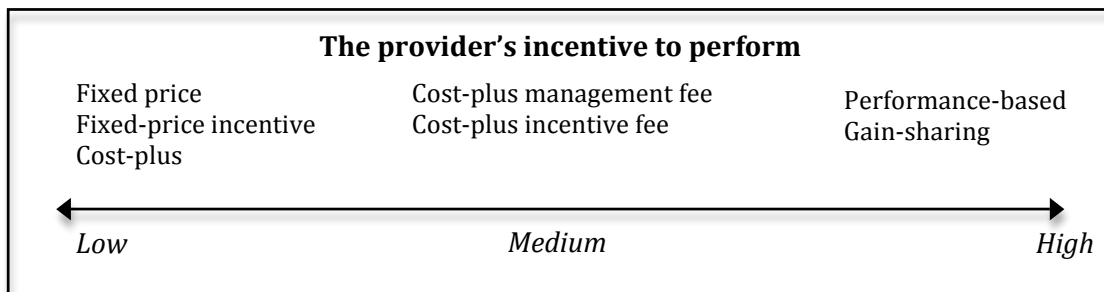 The provider’s incentive to perform
Fixed price
Fixed-price incentive
Cost-plus
Cost-plus management fee
Cost-plus incentive fee
Performance-based
Gain-sharing
Low
Medium
High